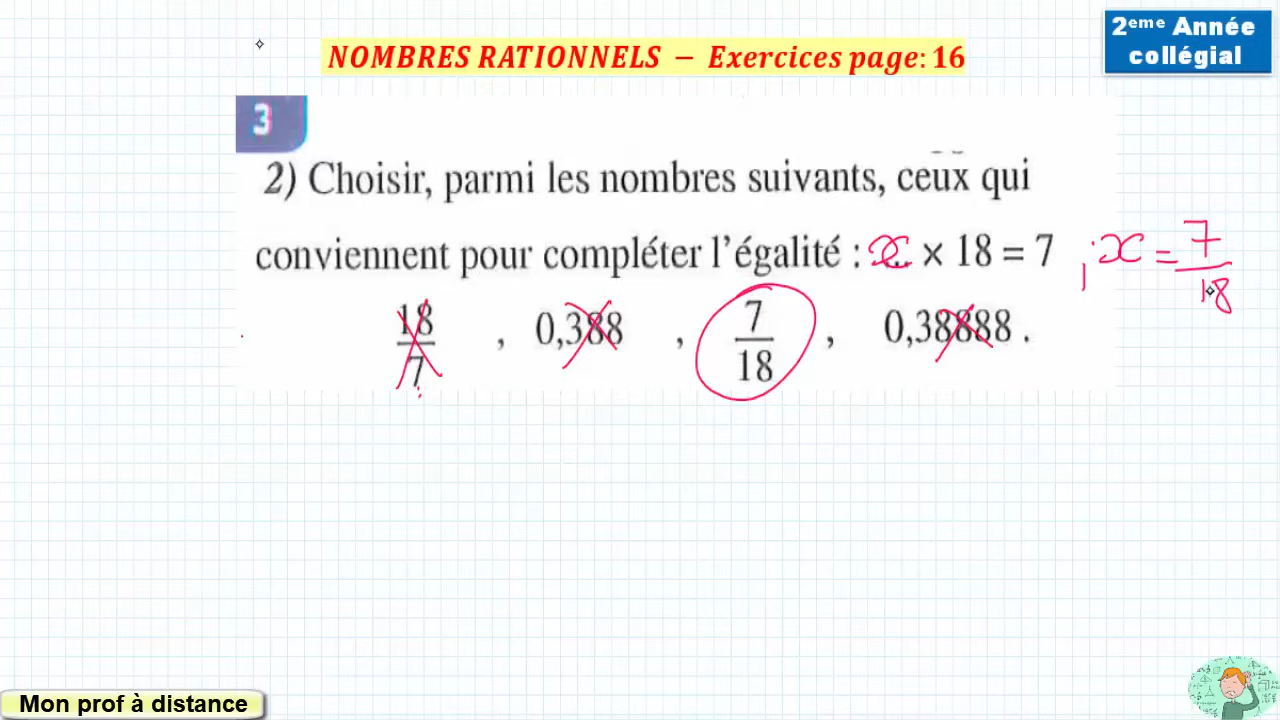 2eme Année
collégial
NOMBRES RATIONNELS – Exercices page: 16
3
2) Choisir, parmi les nombres suivants, ceux qui
conviennent pour compléter l'égalité : x × 18 = 7 ; x = 7/18
18/7 , 0,388 , 7/18 , 0,38888 .
Mon prof à distance